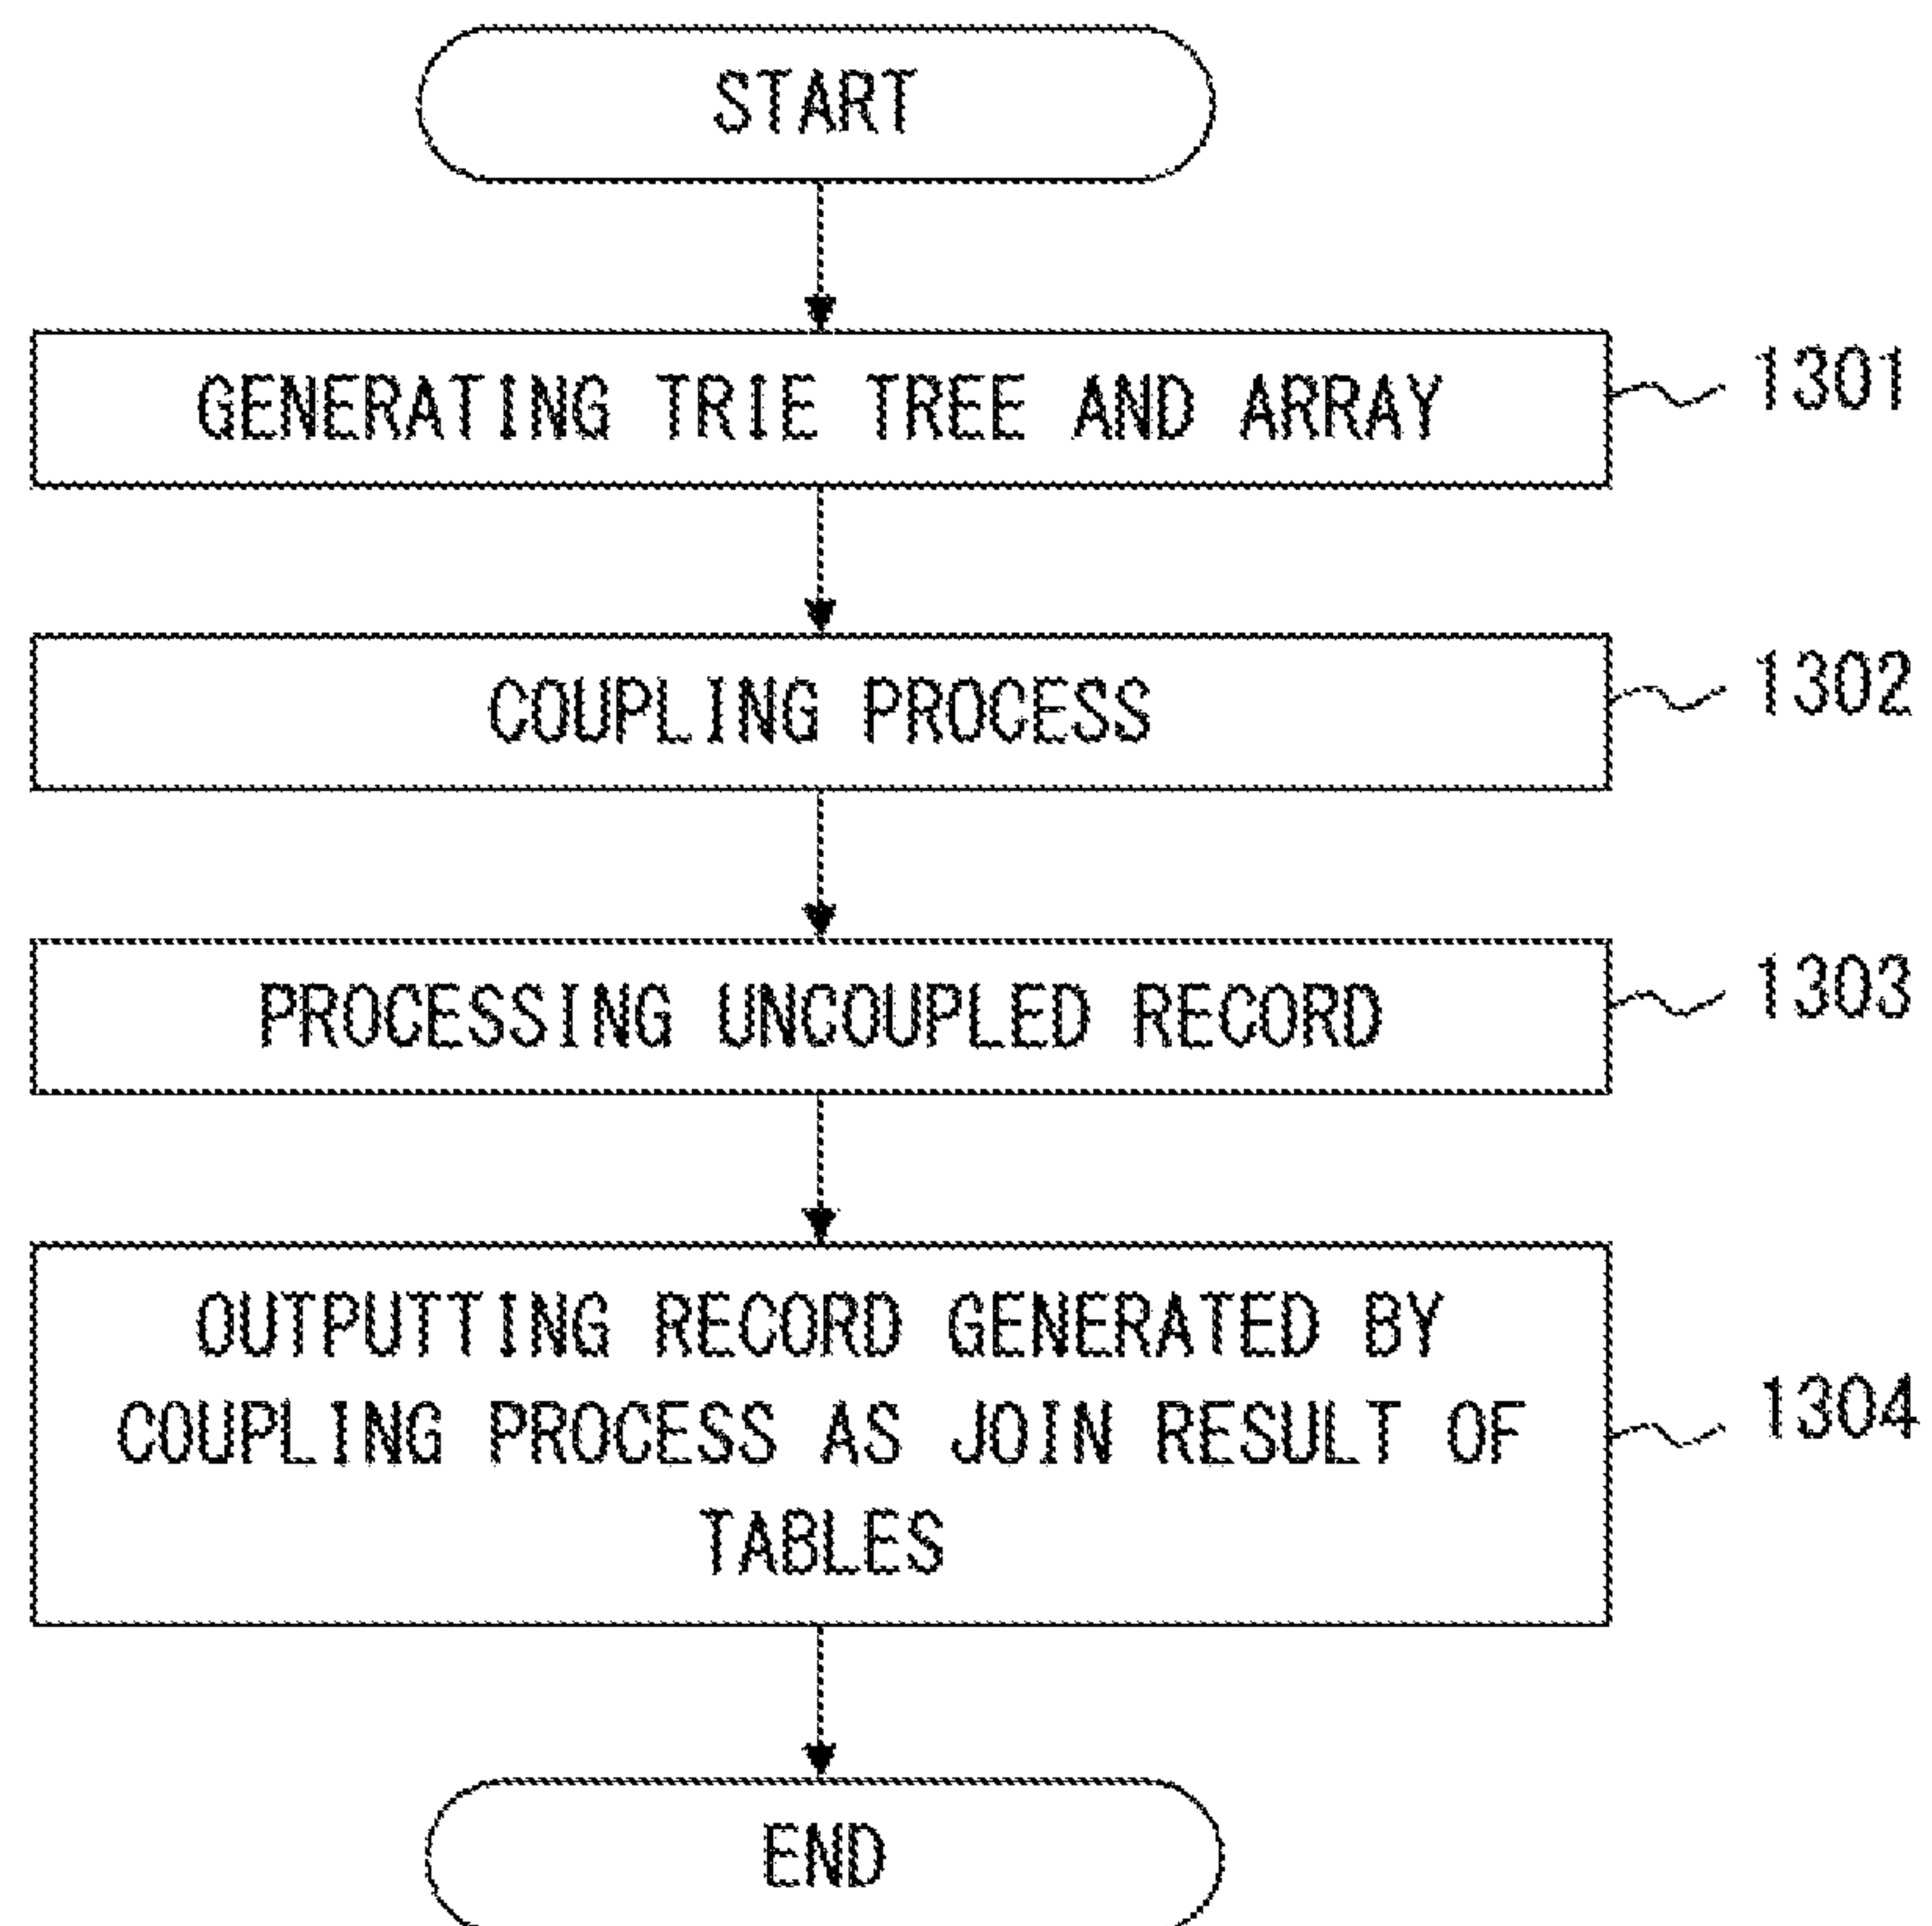 START
GENERATING TRIE TREE AND ARRAY
1301
COUPLING PROCESS
1302
PROCESSING UNCOUPLED RECORD
1303
OUTPUTTING RECORD GENERATED BY
COUPLING PROCESS AS JOIN RESULT OF
TABLES
1304
END